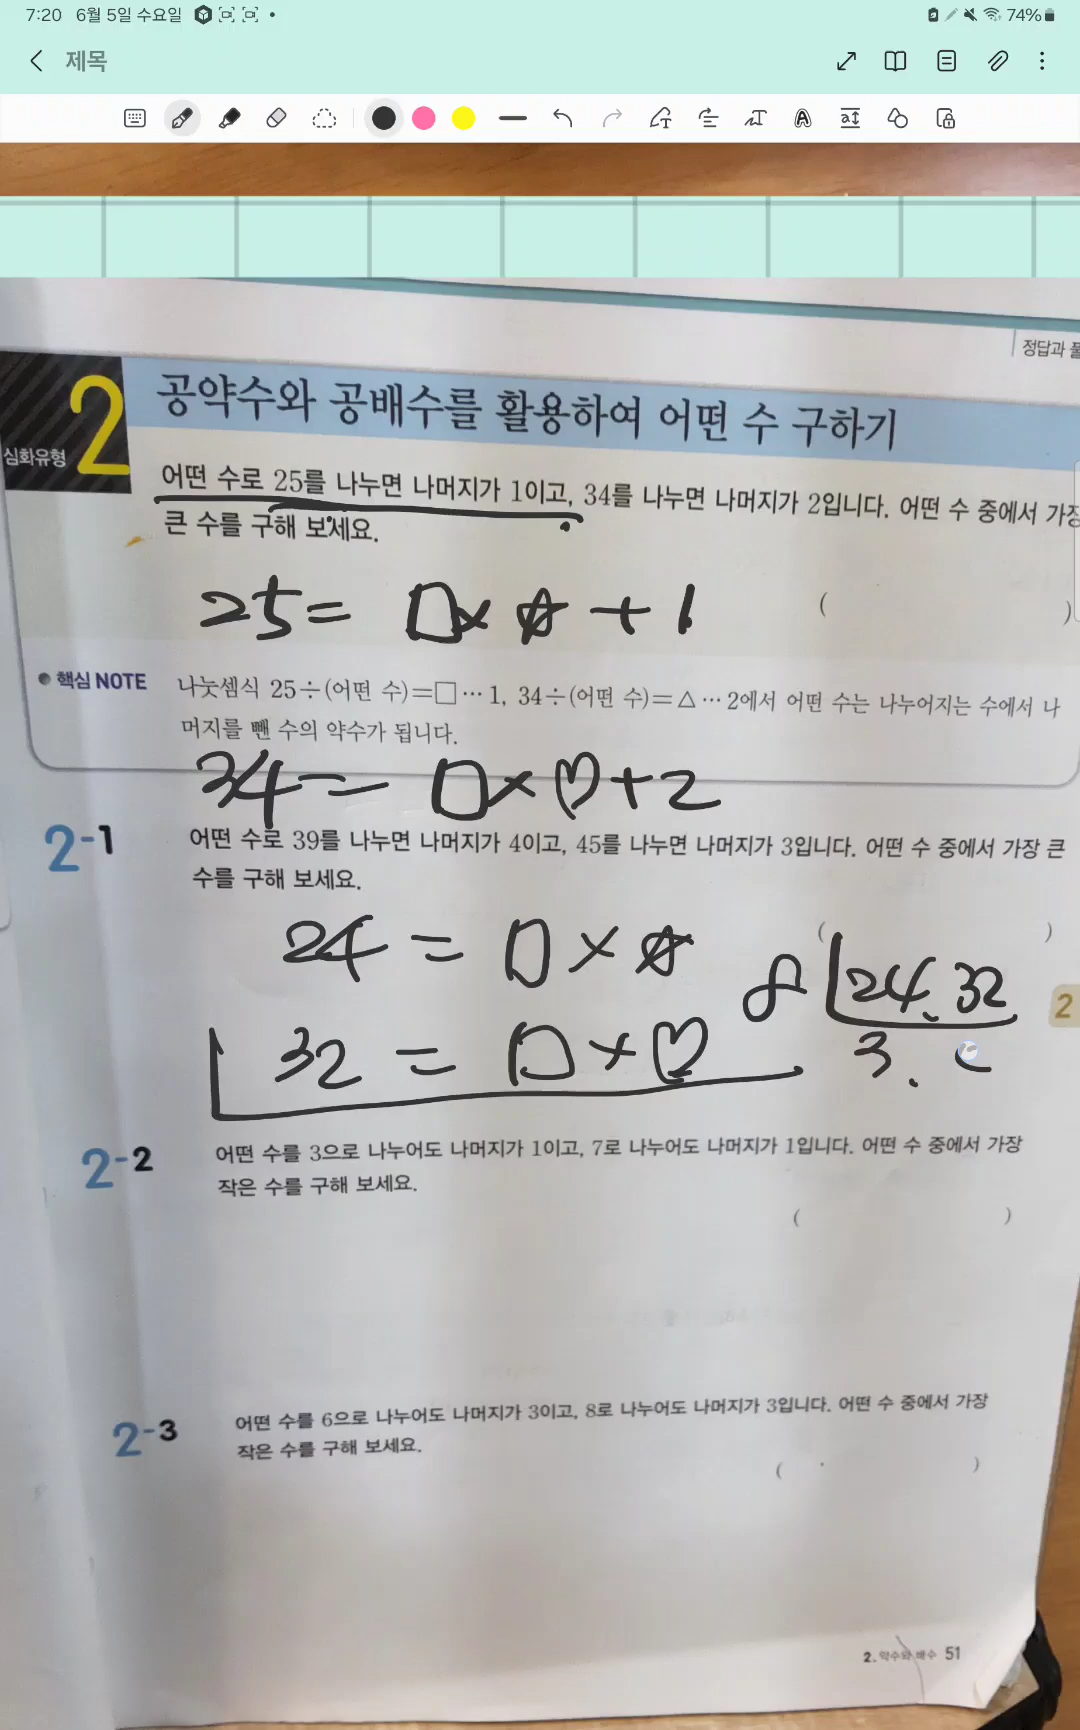 7:20 6월 5일 수요일 74%
제목
정답과 풀
심화유형 2 공약수와 공배수를 활용하여 어떤 수 구하기
어떤 수로 25를 나누면 나머지가 1이고, 34를 나누면 나머지가 2입니다. 어떤 수 중에서 가장
큰 수를 구해 보세요.
25 = □ × ☆ + 1
( )
핵심 NOTE 나눗셈식 25÷(어떤 수)=□…1, 34÷(어떤 수)=△…2에서 어떤 수는 나누어지는 수에서 나
머지를 뺀 수의 약수가 됩니다.
34 = □ × ♡ + 2
2-1 어떤 수로 39를 나누면 나머지가 4이고, 45를 나누면 나머지가 3입니다. 어떤 수 중에서 가장 큰
수를 구해 보세요.
( )
24 = □ × ☆
8 24. 32
32 = □ × ♡
3.
2
2-2 어떤 수를 3으로 나누어도 나머지가 1이고, 7로 나누어도 나머지가 1입니다. 어떤 수 중에서 가장
작은 수를 구해 보세요.
( )
2-3 어떤 수를 6으로 나누어도 나머지가 3이고, 8로 나누어도 나머지가 3입니다. 어떤 수 중에서 가장
작은 수를 구해 보세요.
( )
2. 약수와 배수 51